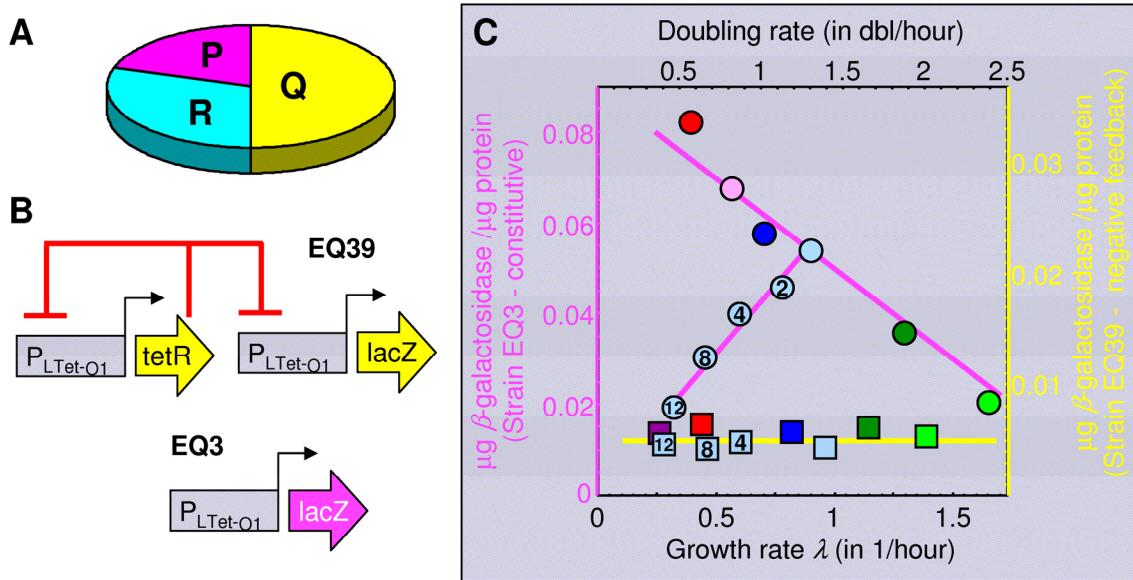 A
P
Q
R
B
EQ39
P LTet-O1
tetR
P LTet-O1
lacZ
EQ3
P LTet-O1
lacZ
C
Doubling rate (in dbl/hour)
0.5
1
1.5
2
2.5
µg β-galactosidase /µg protein
(Strain EQ3 - constitutive)
0.08
0.06
0.04
0.02
0
2
4
8
12
12
8
4
0.03
0.02
0.01
µg β-galactosidase /µg protein
(Strain EQ39 - negative feedback)
0
0.5
1
1.5
Growth rate λ (in 1/hour)